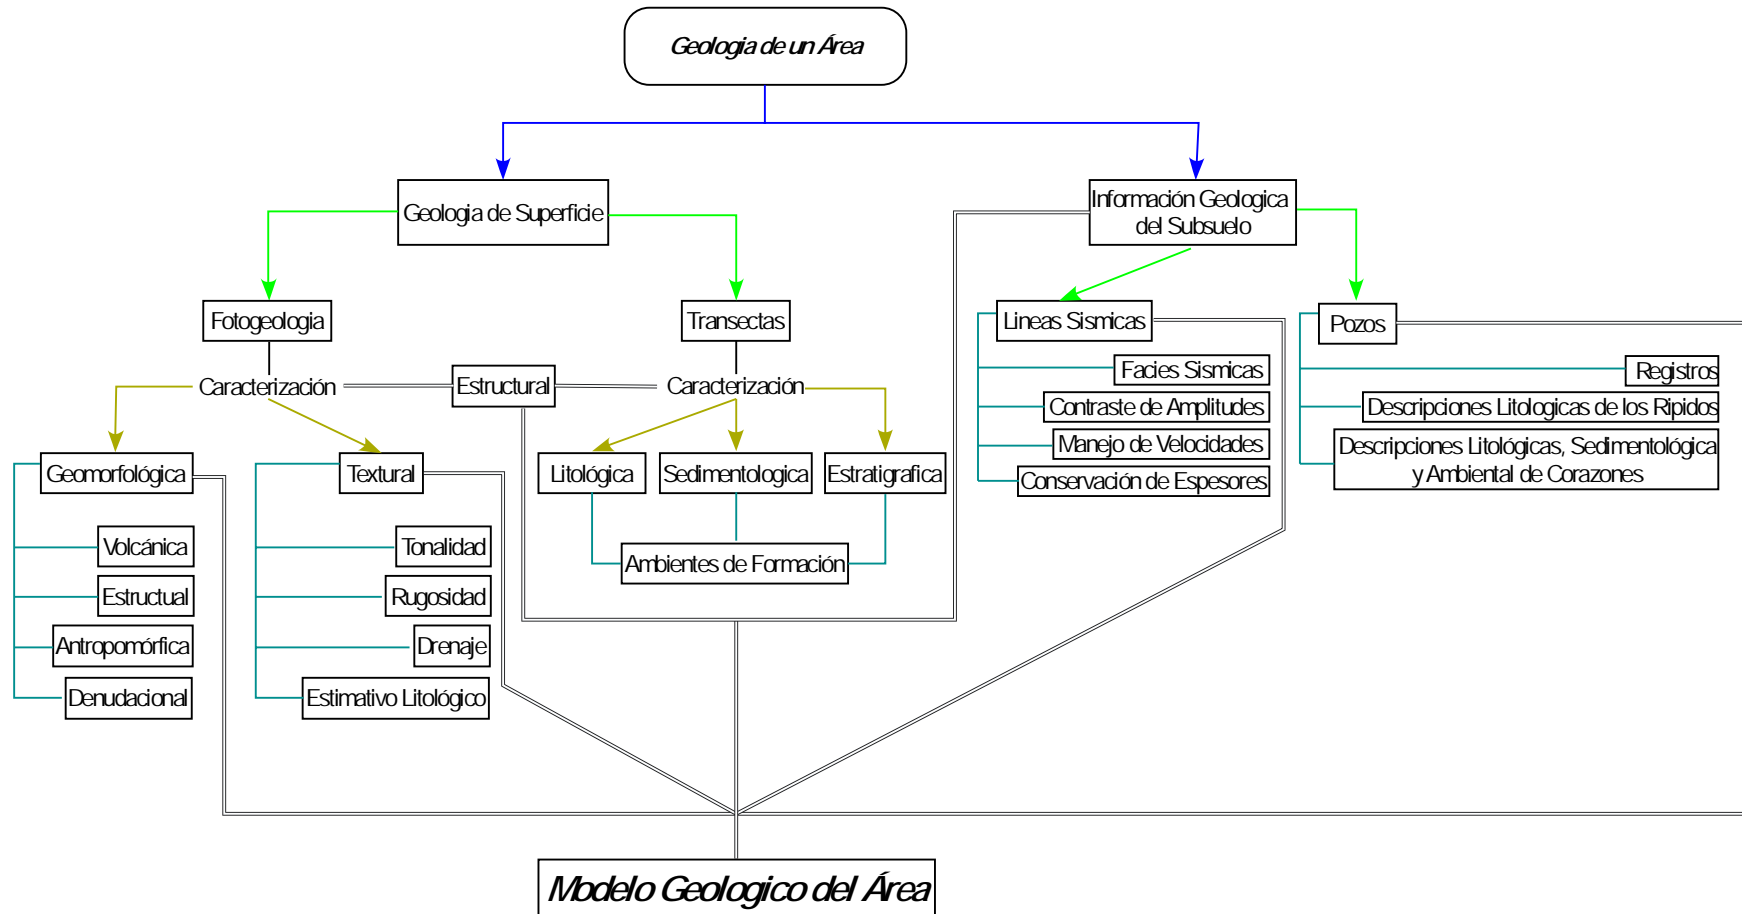 Geologia de un Área
Geologia de Superficie
Información Geologica
del Subsuelo
Fotogeologia
Transectas
Lineas Sismicas
Pozos
Caracterización
Estructural
Caracterización
Facies Sismicas
Contraste de Amplitudes
Manejo de Velocidades
Conservación de Espesores
Registros
Descripciones Litologicas de los Ripidos
Descripciones Litológicas, Sedimentológica
y Ambiental de Corazones
Geomorfológica
Textural
Litológica
Sedimentologica
Estratigrafica
Volcánica
Estructual
Antropomórfica
Denudacional
Tonalidad
Rugosidad
Drenaje
Estimativo Litológico
Ambientes de Formación
Modelo Geologico del Área